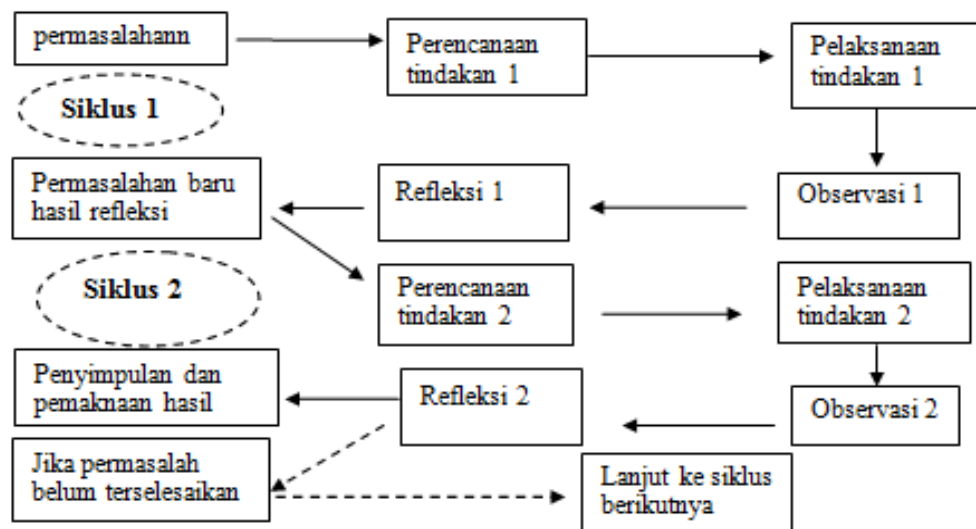 permasalahann
Perencanaan
tindakan 1
Pelaksanaan
tindakan 1
Siklus 1
Permasalahan baru
hasil refleksi
Refleksi 1
Observasi 1
Siklus 2
Perencanaan
tindakan 2
Pelaksanaan
tindakan 2
Penyimpulan dan
pemaknaan hasil
Refleksi 2
Observasi 2
Jika permasalah
belum terselesaikan
Lanjut ke siklus
berikutnya